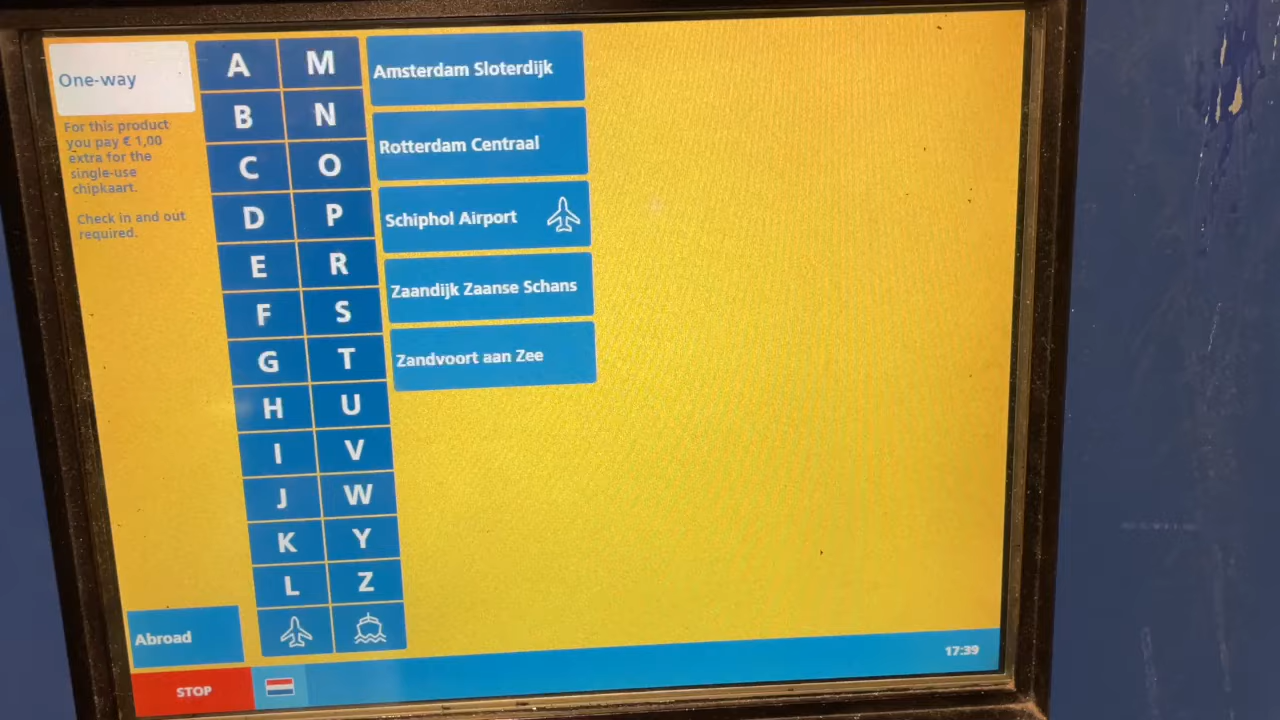 One-way
For this product
you pay € 1,00
extra for the
single-use
chipkaart.
Check in and out
required.
A M
B N
C O
D P
E R
F S
G T
H U
I V
J W
K Y
L Z
Amsterdam Sloterdijk
Rotterdam Centraal
Schiphol Airport
Zaandijk Zaanse Schans
Zandvoort aan Zee
Abroad
STOP
17:39